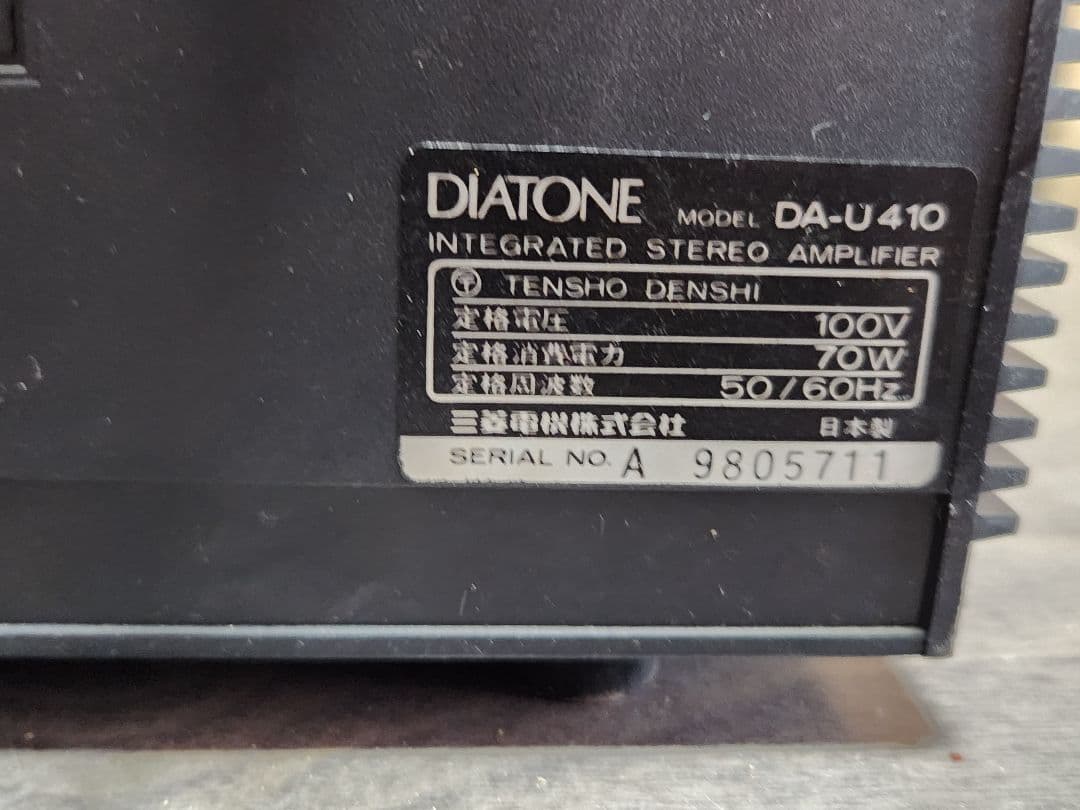 DIATONE MODEL DA-U410
INTEGRATED STEREO AMPLIFIER
〒 TENSHO DENSHI
定格電圧 100V
定格消費電力 70W
定格周波数 50/60Hz
三菱電機株式会社 日本製
SERIAL NO. A 9805711